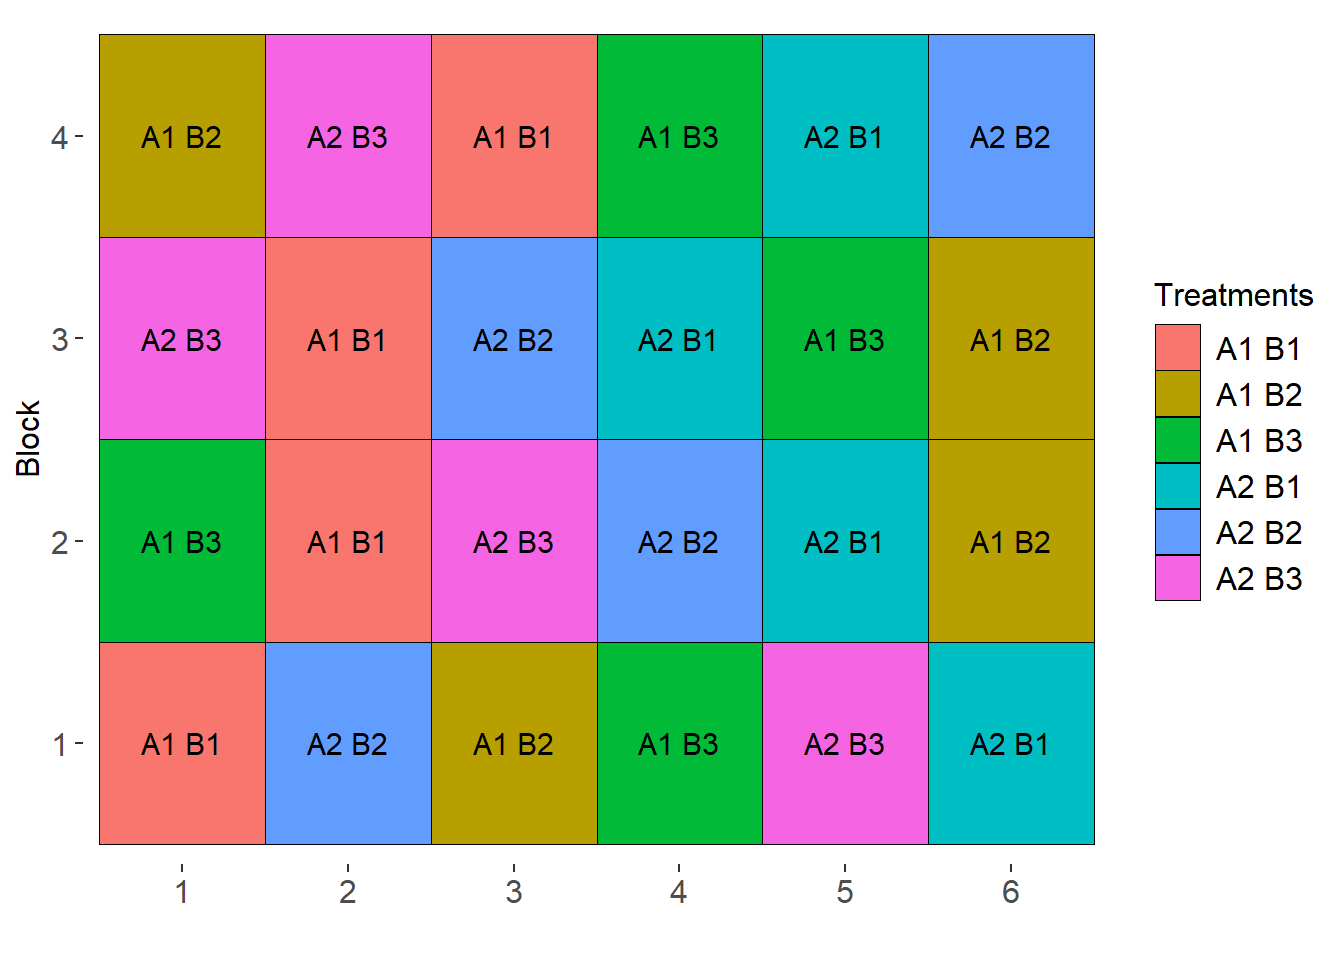 4
A1 B2 A2 B3 A1 B1 A1 B3 A2 B1 A2 B2
3
A2 B3 A1 B1 A2 B2 A2 B1 A1 B3 A1 B2
Block
2
A1 B3 A1 B1 A2 B3 A2 B2 A2 B1 A1 B2
1
A1 B1 A2 B2 A1 B2 A1 B3 A2 B3 A2 B1
1 2 3 4 5 6
Treatments
A1 B1
A1 B2
A1 B3
A2 B1
A2 B2
A2 B3